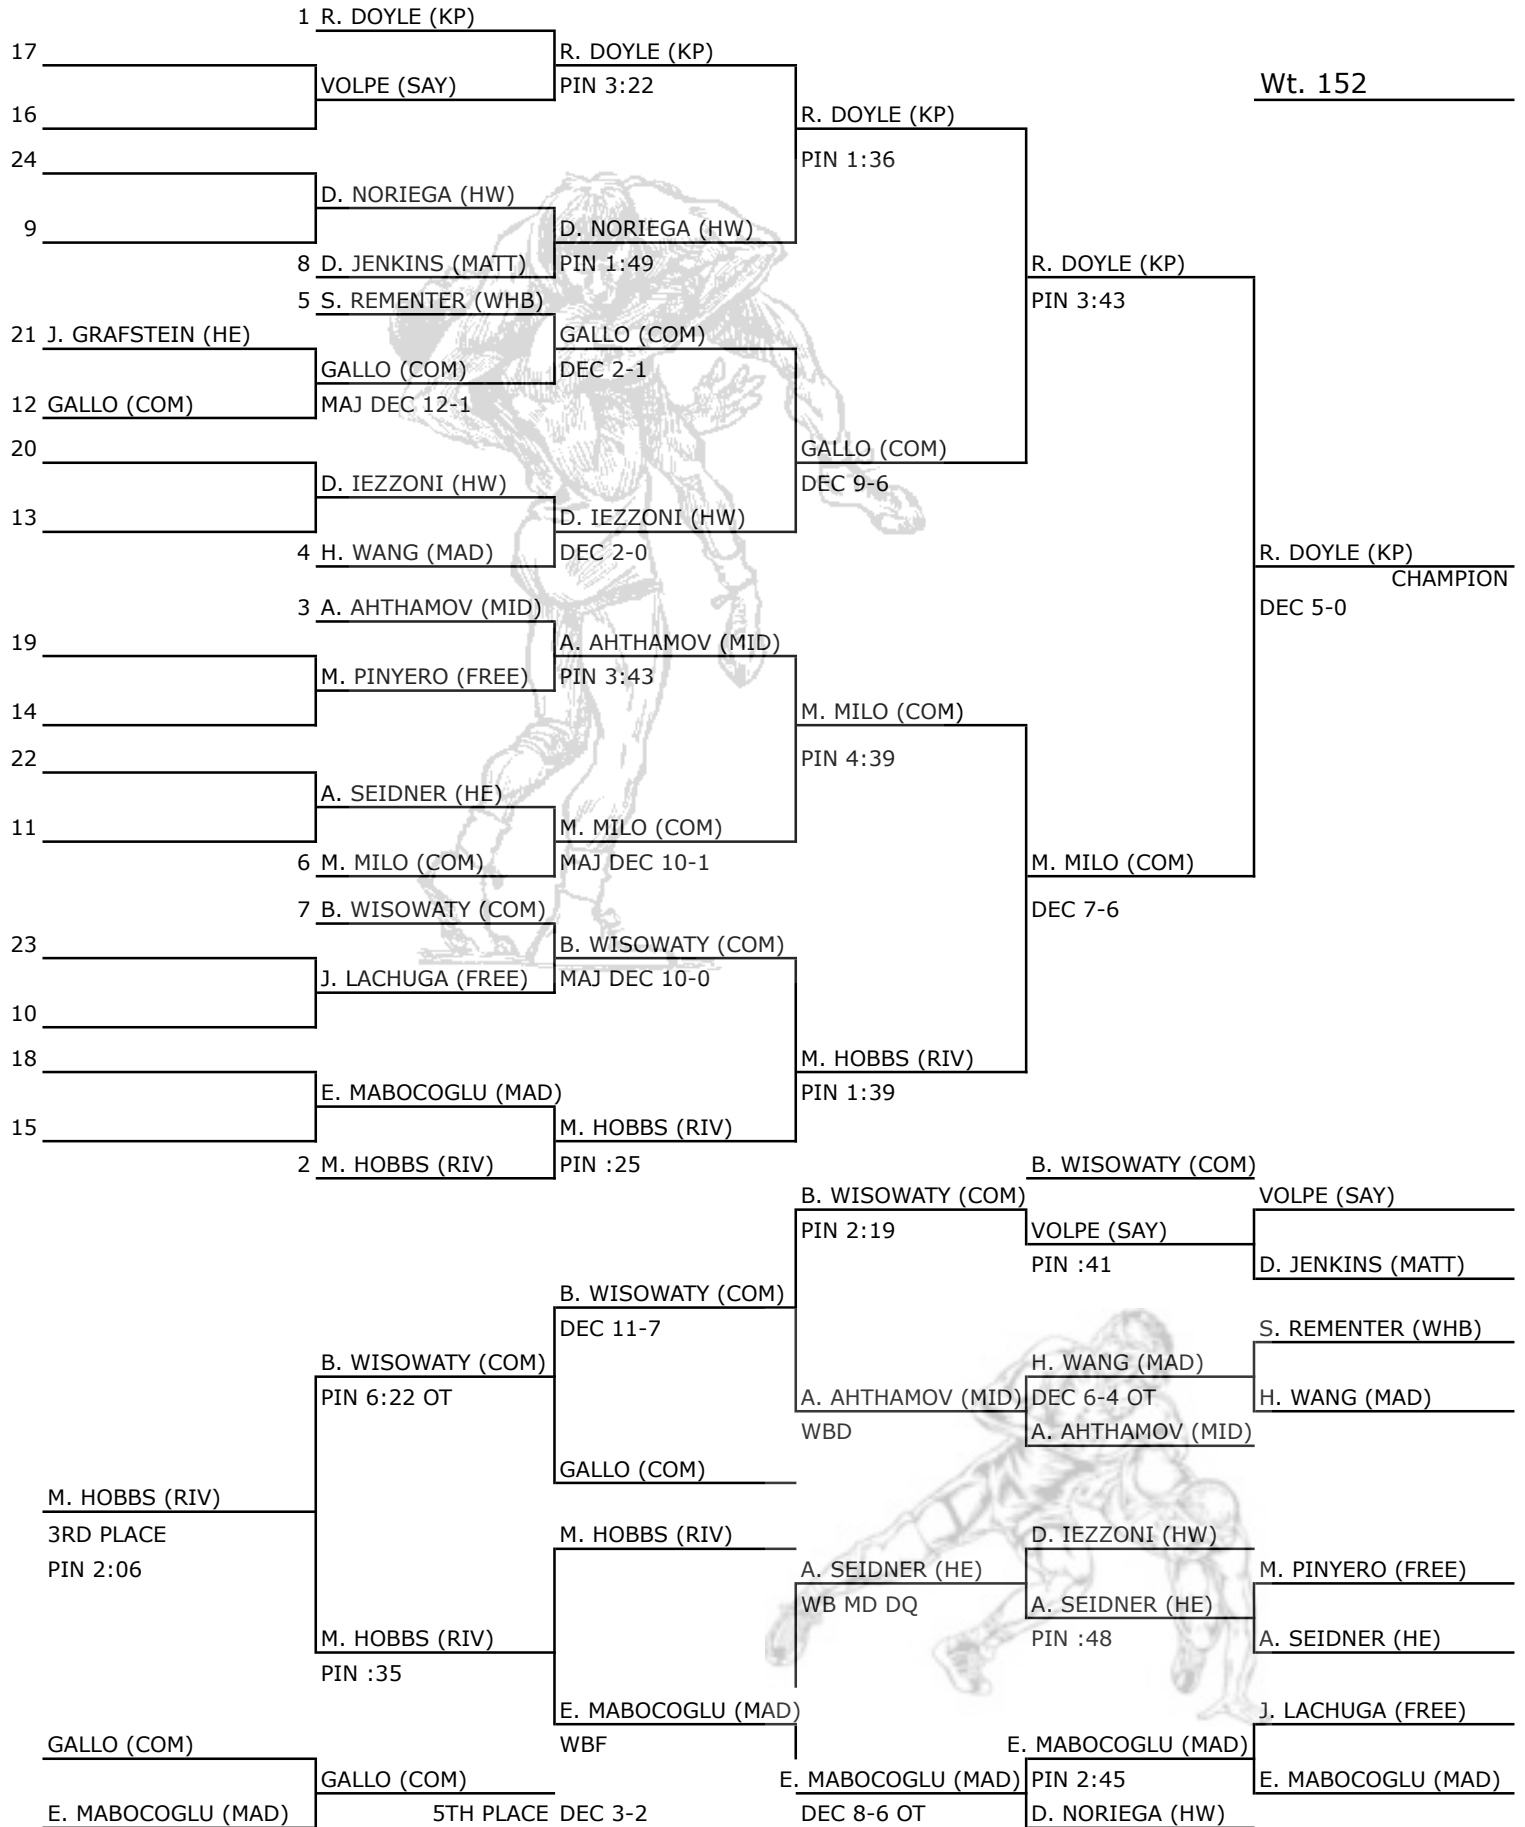 1 R. DOYLE (KP)
17
R. DOYLE (KP)
VOLPE (SAY)
PIN 3:22
Wt. 152
16
R. DOYLE (KP)
24
PIN 1:36
D. NORIEGA (HW)
9
D. NORIEGA (HW)
8 D. JENKINS (MATT)
PIN 1:49
R. DOYLE (KP)
5 S. REMENTER (WHB)
PIN 3:43
21 J. GRAFSTEIN (HE)
GALLO (COM)
GALLO (COM)
DEC 2-1
12 GALLO (COM)
MAJ DEC 12-1
20
GALLO (COM)
D. IEZZONI (HW)
DEC 9-6
13
D. IEZZONI (HW)
4 H. WANG (MAD)
DEC 2-0
R. DOYLE (KP)
CHAMPION
3 A. AHTHAMOV (MID)
DEC 5-0
19
A. AHTHAMOV (MID)
M. PINYERO (FREE)
PIN 3:43
14
M. MILO (COM)
22
PIN 4:39
A. SEIDNER (HE)
11
M. MILO (COM)
6 M. MILO (COM)
MAJ DEC 10-1
M. MILO (COM)
7 B. WISOWATY (COM)
DEC 7-6
23
B. WISOWATY (COM)
J. LACHUGA (FREE)
MAJ DEC 10-0
10
18
M. HOBBS (RIV)
E. MABOCOGLU (MAD)
PIN 1:39
15
M. HOBBS (RIV)
2 M. HOBBS (RIV)
PIN :25
B. WISOWATY (COM)
B. WISOWATY (COM)
VOLPE (SAY)
PIN 2:19
VOLPE (SAY)
PIN :41
D. JENKINS (MATT)
B. WISOWATY (COM)
DEC 11-7
S. REMENTER (WHB)
B. WISOWATY (COM)
H. WANG (MAD)
PIN 6:22 OT
A. AHTHAMOV (MID)
DEC 6-4 OT
H. WANG (MAD)
WBD
A. AHTHAMOV (MID)
GALLO (COM)
M. HOBBS (RIV)
3RD PLACE
M. HOBBS (RIV)
D. IEZZONI (HW)
PIN 2:06
A. SEIDNER (HE)
M. PINYERO (FREE)
WB MD DQ
A. SEIDNER (HE)
M. HOBBS (RIV)
PIN :48
A. SEIDNER (HE)
PIN :35
E. MABOCOGLU (MAD)
J. LACHUGA (FREE)
GALLO (COM)
WBF
E. MABOCOGLU (MAD)
GALLO (COM)
E. MABOCOGLU (MAD)
PIN 2:45
E. MABOCOGLU (MAD)
E. MABOCOGLU (MAD)
5TH PLACE DEC 3-2
DEC 8-6 OT
D. NORIEGA (HW)